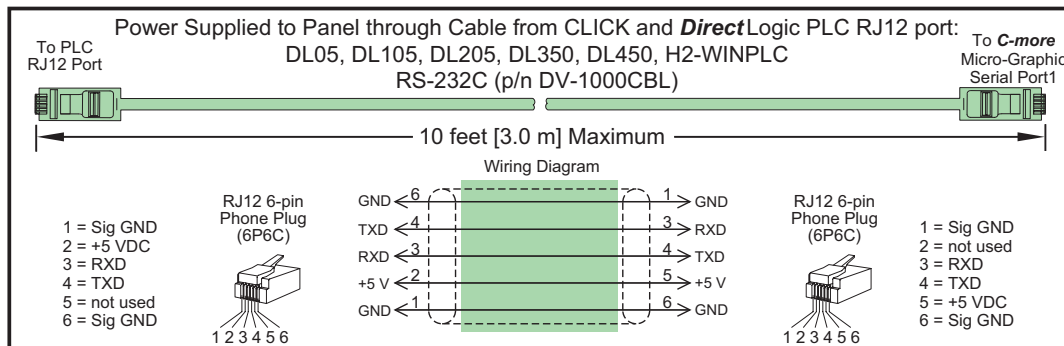 Power Supplied to Panel through Cable from CLICK and DirectLogic PLC RJ12 port:
DL05, DL105, DL205, DL350, DL450, H2-WINPLC
RS-232C (p/n DV-1000CBL)
To PLC
RJ12 Port
To C-more
Micro-Graphic
Serial Port1
10 feet [3.0 m] Maximum
Wiring Diagram
1 = Sig GND
2 = +5 VDC
3 = RXD
4 = TXD
5 = not used
6 = Sig GND
RJ12 6-pin
Phone Plug
(6P6C)
1 2 3 4 5 6
GND 6 1 GND
TXD 4 3 RXD
RXD 3 4 TXD
+5 V 2 5 +5 V
GND 1 6 GND
RJ12 6-pin
Phone Plug
(6P6C)
1 2 3 4 5 6
1 = Sig GND
2 = not used
3 = RXD
4 = TXD
5 = +5 VDC
6 = Sig GND